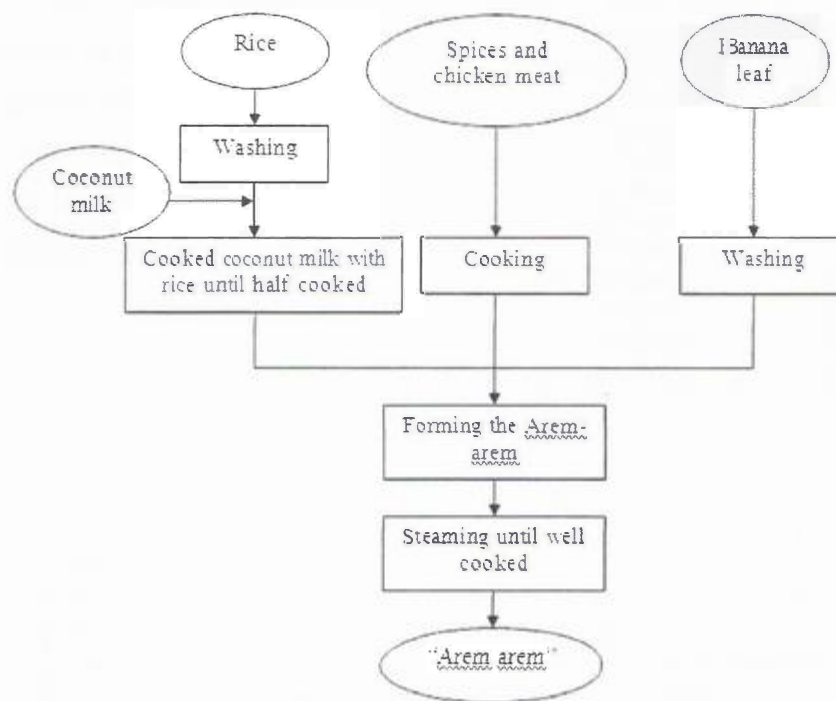 Rice
Spices and
chicken meat
Banana
leaf
Washing
Coconut
milk
Cooked coconut milk with
rice until half cooked
Cooking
Washing
Forming the Arem-
arem
Steaming until well
cooked
"Arem arem"